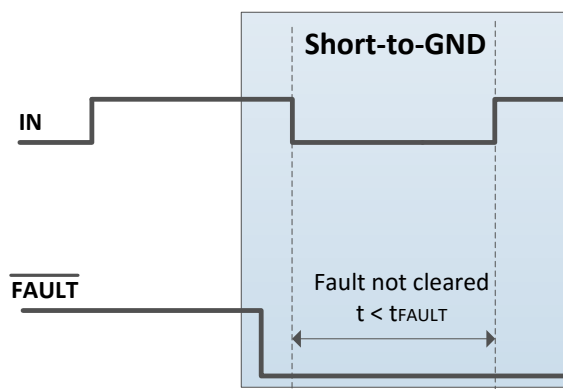 Short-to-GND
IN
FAULT
Fault not cleared
t < tFAULT